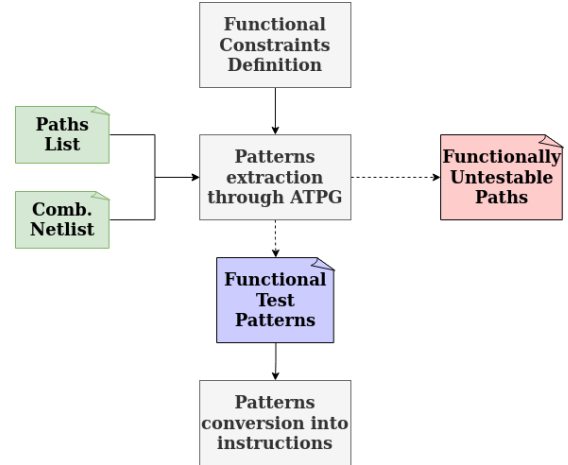 Functional
Constraints
Definition
Paths
List
Patterns
extraction
through ATPG
Functionally
Untestable
Paths
Comb.
Netlist
Functional
Test
Patterns
Patterns
conversion into
instructions